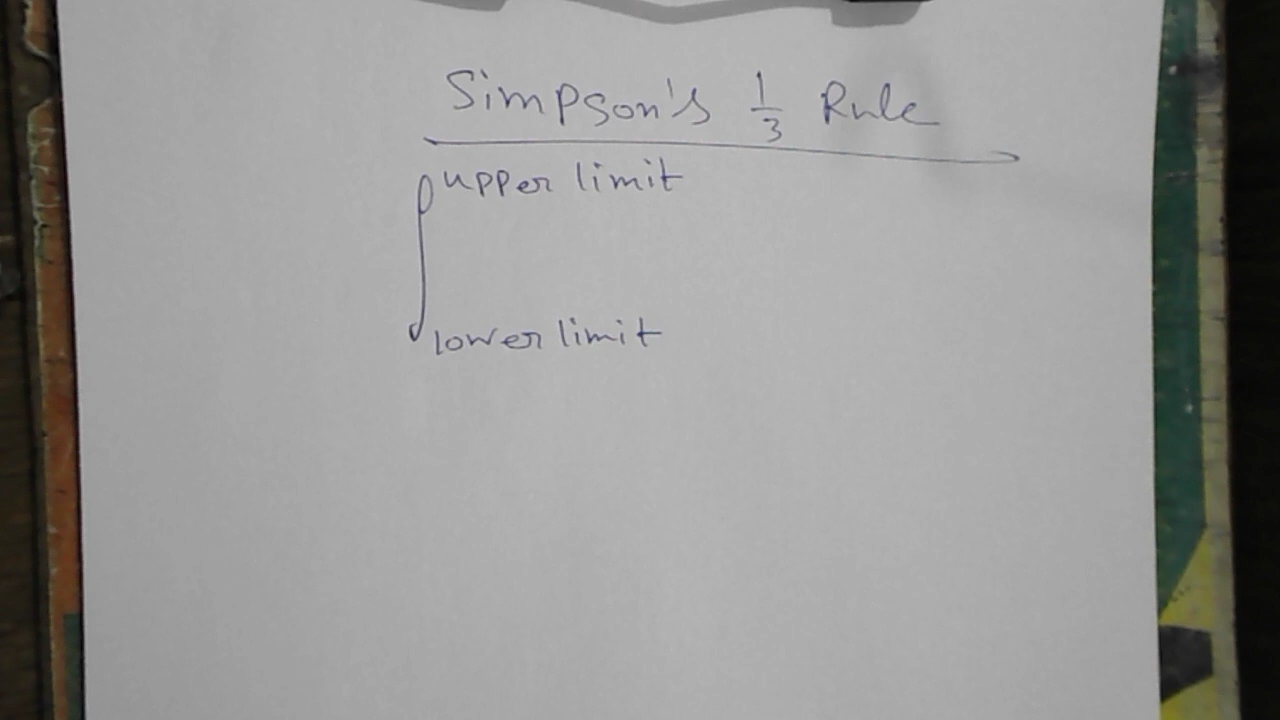 Simpson's 1/3 Rule
∫ upper limit
lower limit